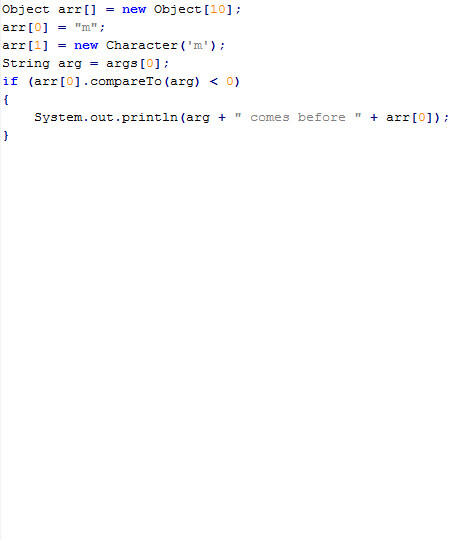 Object arr[] = new Object[10];
arr[0] = "m";
arr[1] = new Character('m');
String arg = args[0];
if (arr[0].compareTo(arg) < 0)
{
    System.out.println(arg + " comes before " + arr[0]);
}